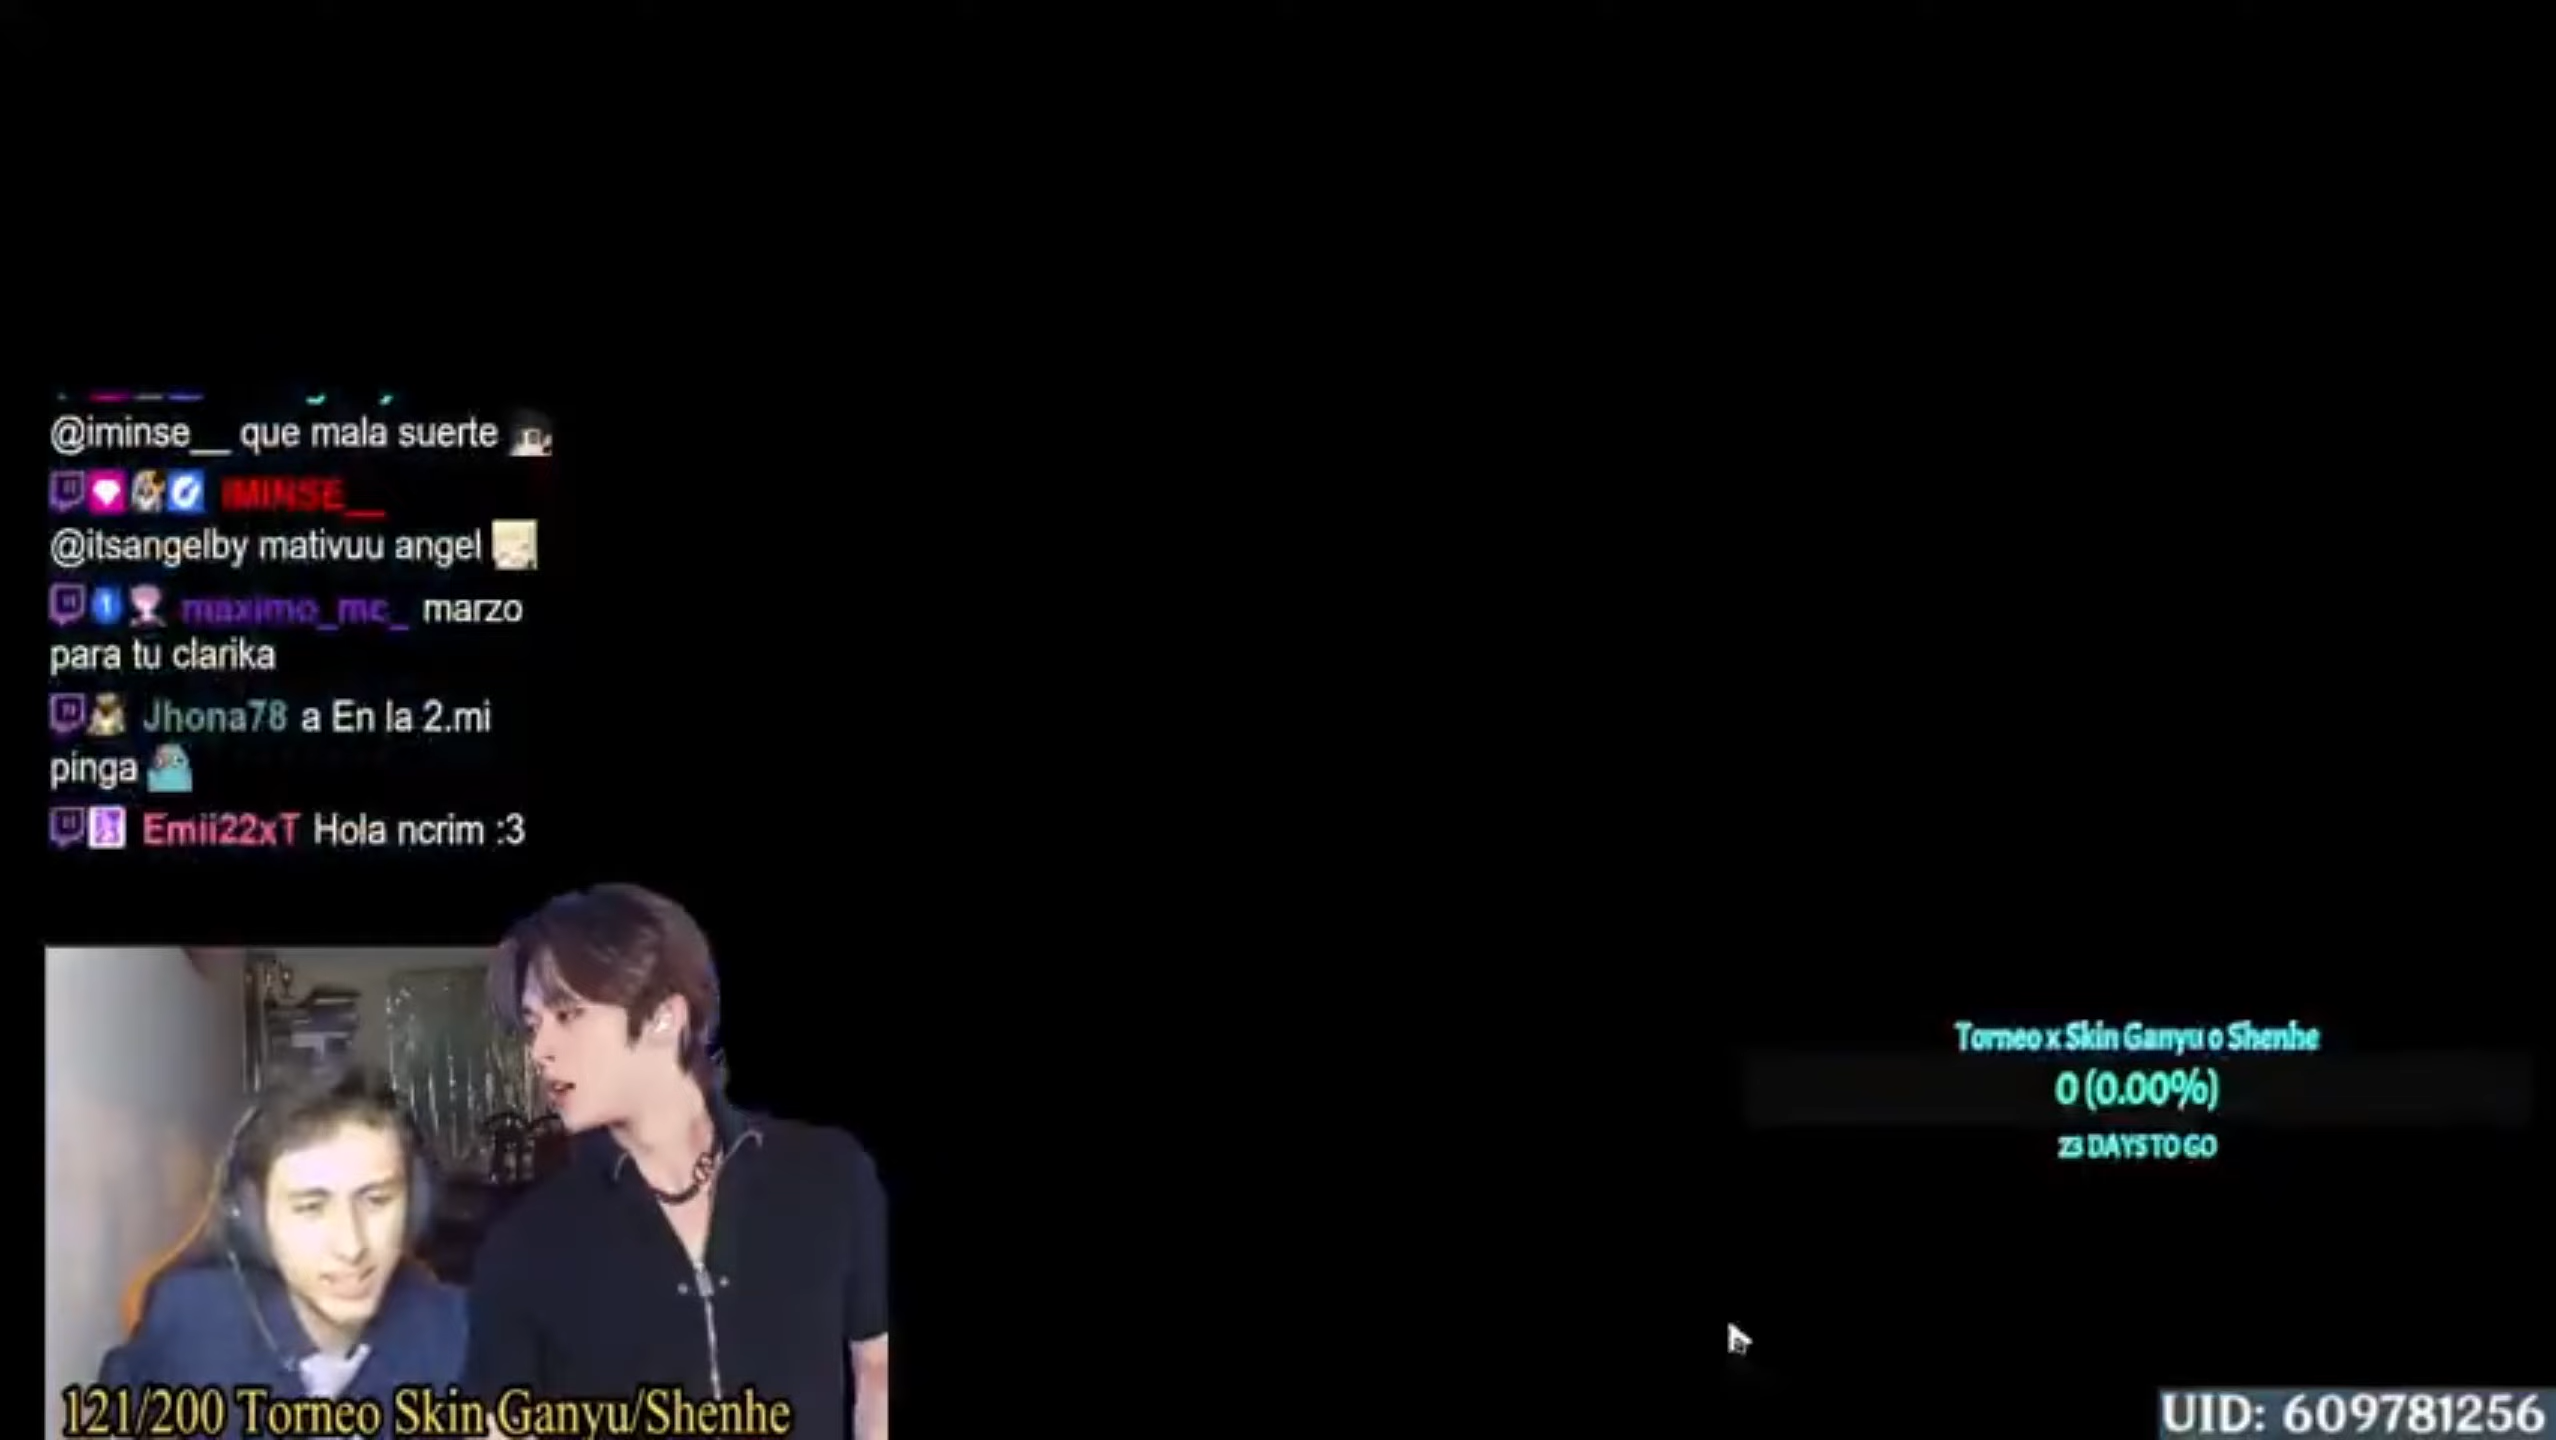 @iminse__ que mala suerte
IMINSE__
@itsangelby mativuu angel
maximo_mc_ marzo
para tu clarika
Jhona78 a En la 2.mi
pinga
Emii22xT Hola ncrim :3
Torneo x Skin Ganyu o Shenhe
0 (0.00%)
23 DAYS TO GO
121/200 Torneo Skin Ganyu/Shenhe
UID: 609781256